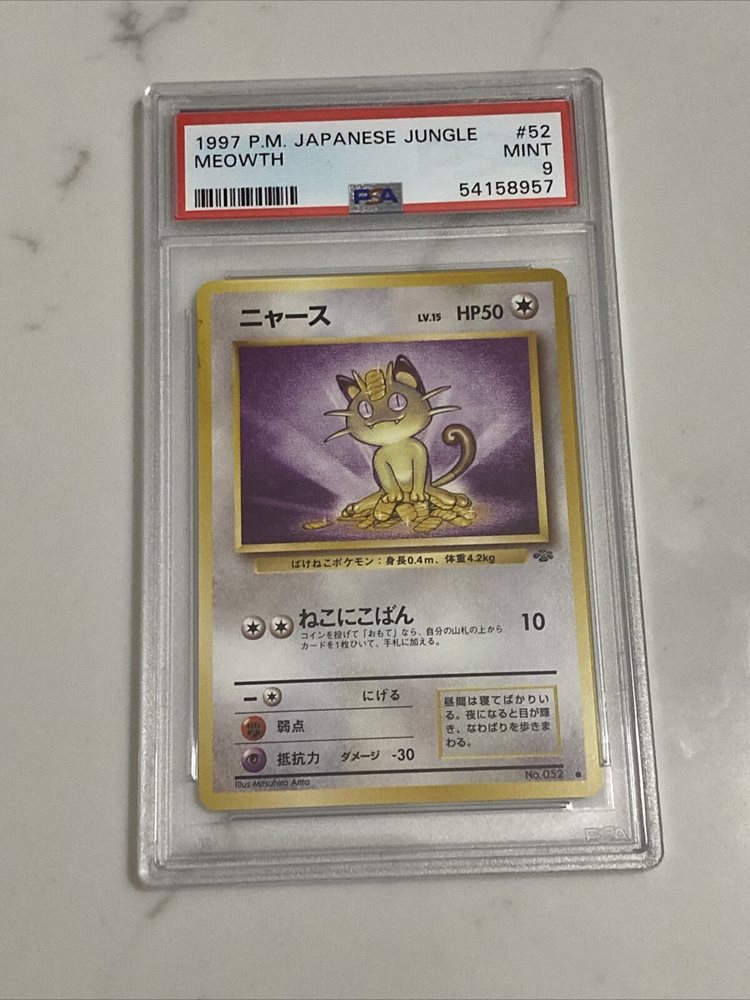 1997 P.M. JAPANESE JUNGLE #52
MEOWTH MINT
9
PSA 54158957
ニャース LV.15 HP50
ばけねこポケモン：身長0.4m、体重4.2kg
ねこにこばん 10
コインを投げて「おもて」なら、自分の山札の上から
カードを1枚ひいて、手札に加える。
にげる
弱点
抵抗力 ダメージ -30
昼間は寝てばかりい
る。夜になると目が輝
き、なわばりを歩きま
わる。
Illus Mitsuhiro Arita
No.052
PSA